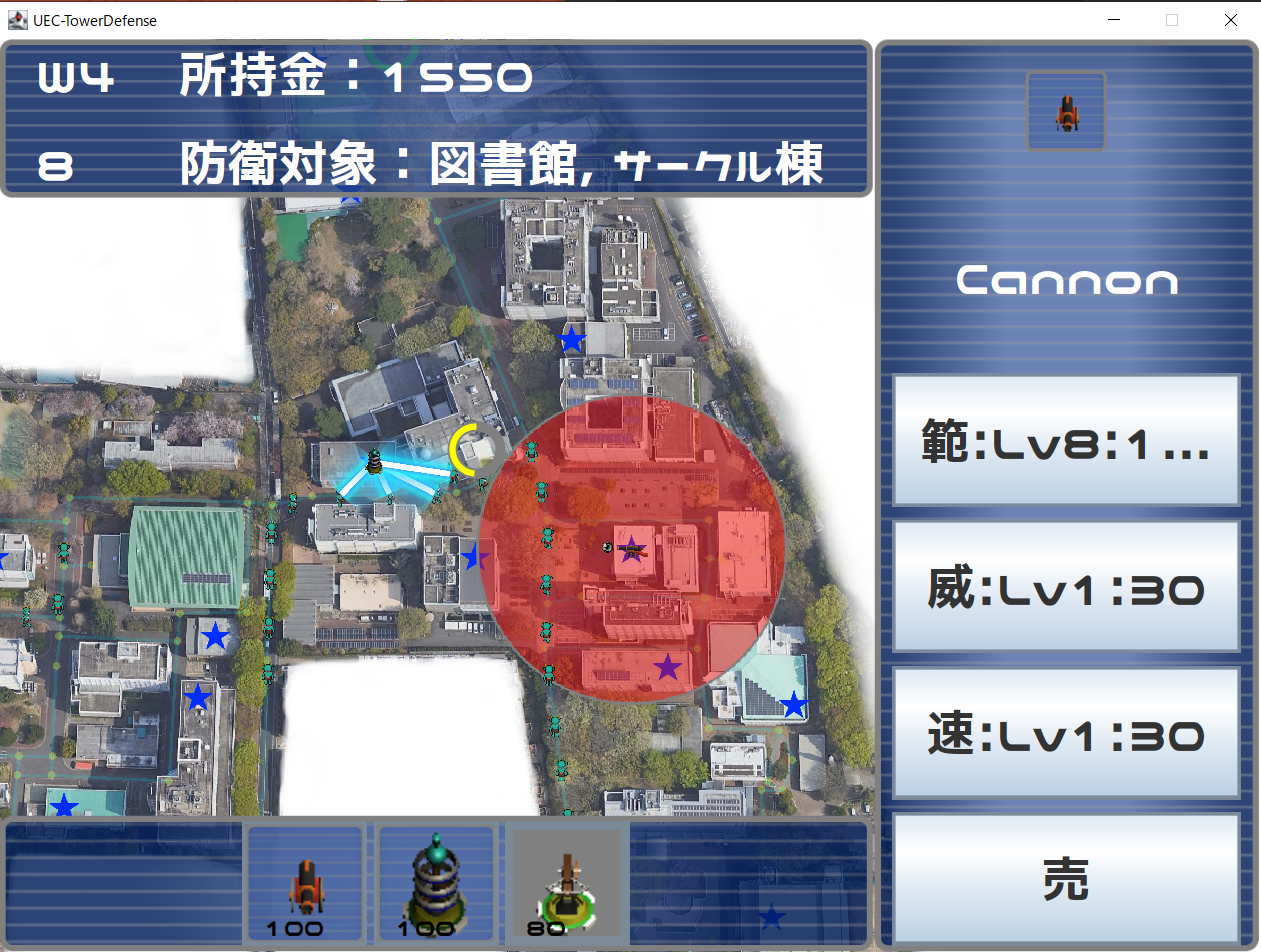 UEC-TowerDefense
W4 所持金：1550
8 防衛対象：図書館, サークル棟
Cannon
範:Lv8:1...
威:Lv1:30
速:Lv1:30
売
100
100
80